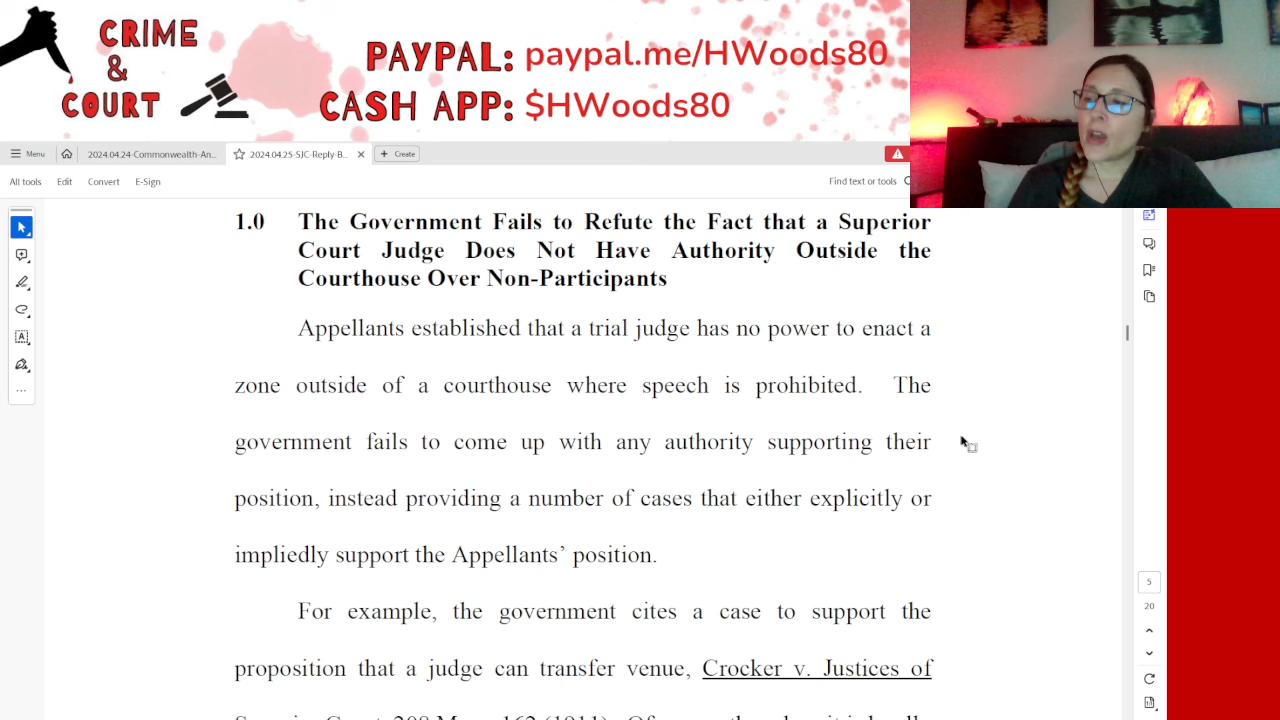 CRIME
&
COURT
PAYPAL: paypal.me/HWoods80
CASH APP: $HWoods80
Menu
2024.04.24-Commonwealth-An...
2024.04.25-SJC-Reply-B...
Create
All tools
Edit
Convert
E-Sign
Find text or tools
1.0 The Government Fails to Refute the Fact that a Superior
Court Judge Does Not Have Authority Outside the
Courthouse Over Non-Participants
Appellants established that a trial judge has no power to enact a
zone outside of a courthouse where speech is prohibited. The
government fails to come up with any authority supporting their
position, instead providing a number of cases that either explicitly or
impliedly support the Appellants’ position.
For example, the government cites a case to support the
proposition that a judge can transfer venue, Crocker v. Justices of
5
20